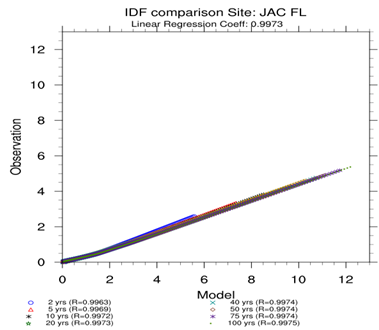 IDF comparison Site: JAC FL
Linear Regression Coeff: 0.9973
12
10
8
6
4
2
0
Observation
0 2 4 6 8 10 12
Model
2 yrs (R=0.9963)
5 yrs (R=0.9969)
10 yrs (R=0.9972)
20 yrs (R=0.9973)
40 yrs (R=0.9974)
50 yrs (R=0.9974)
75 yrs (R=0.9974)
100 yrs (R=0.9975)